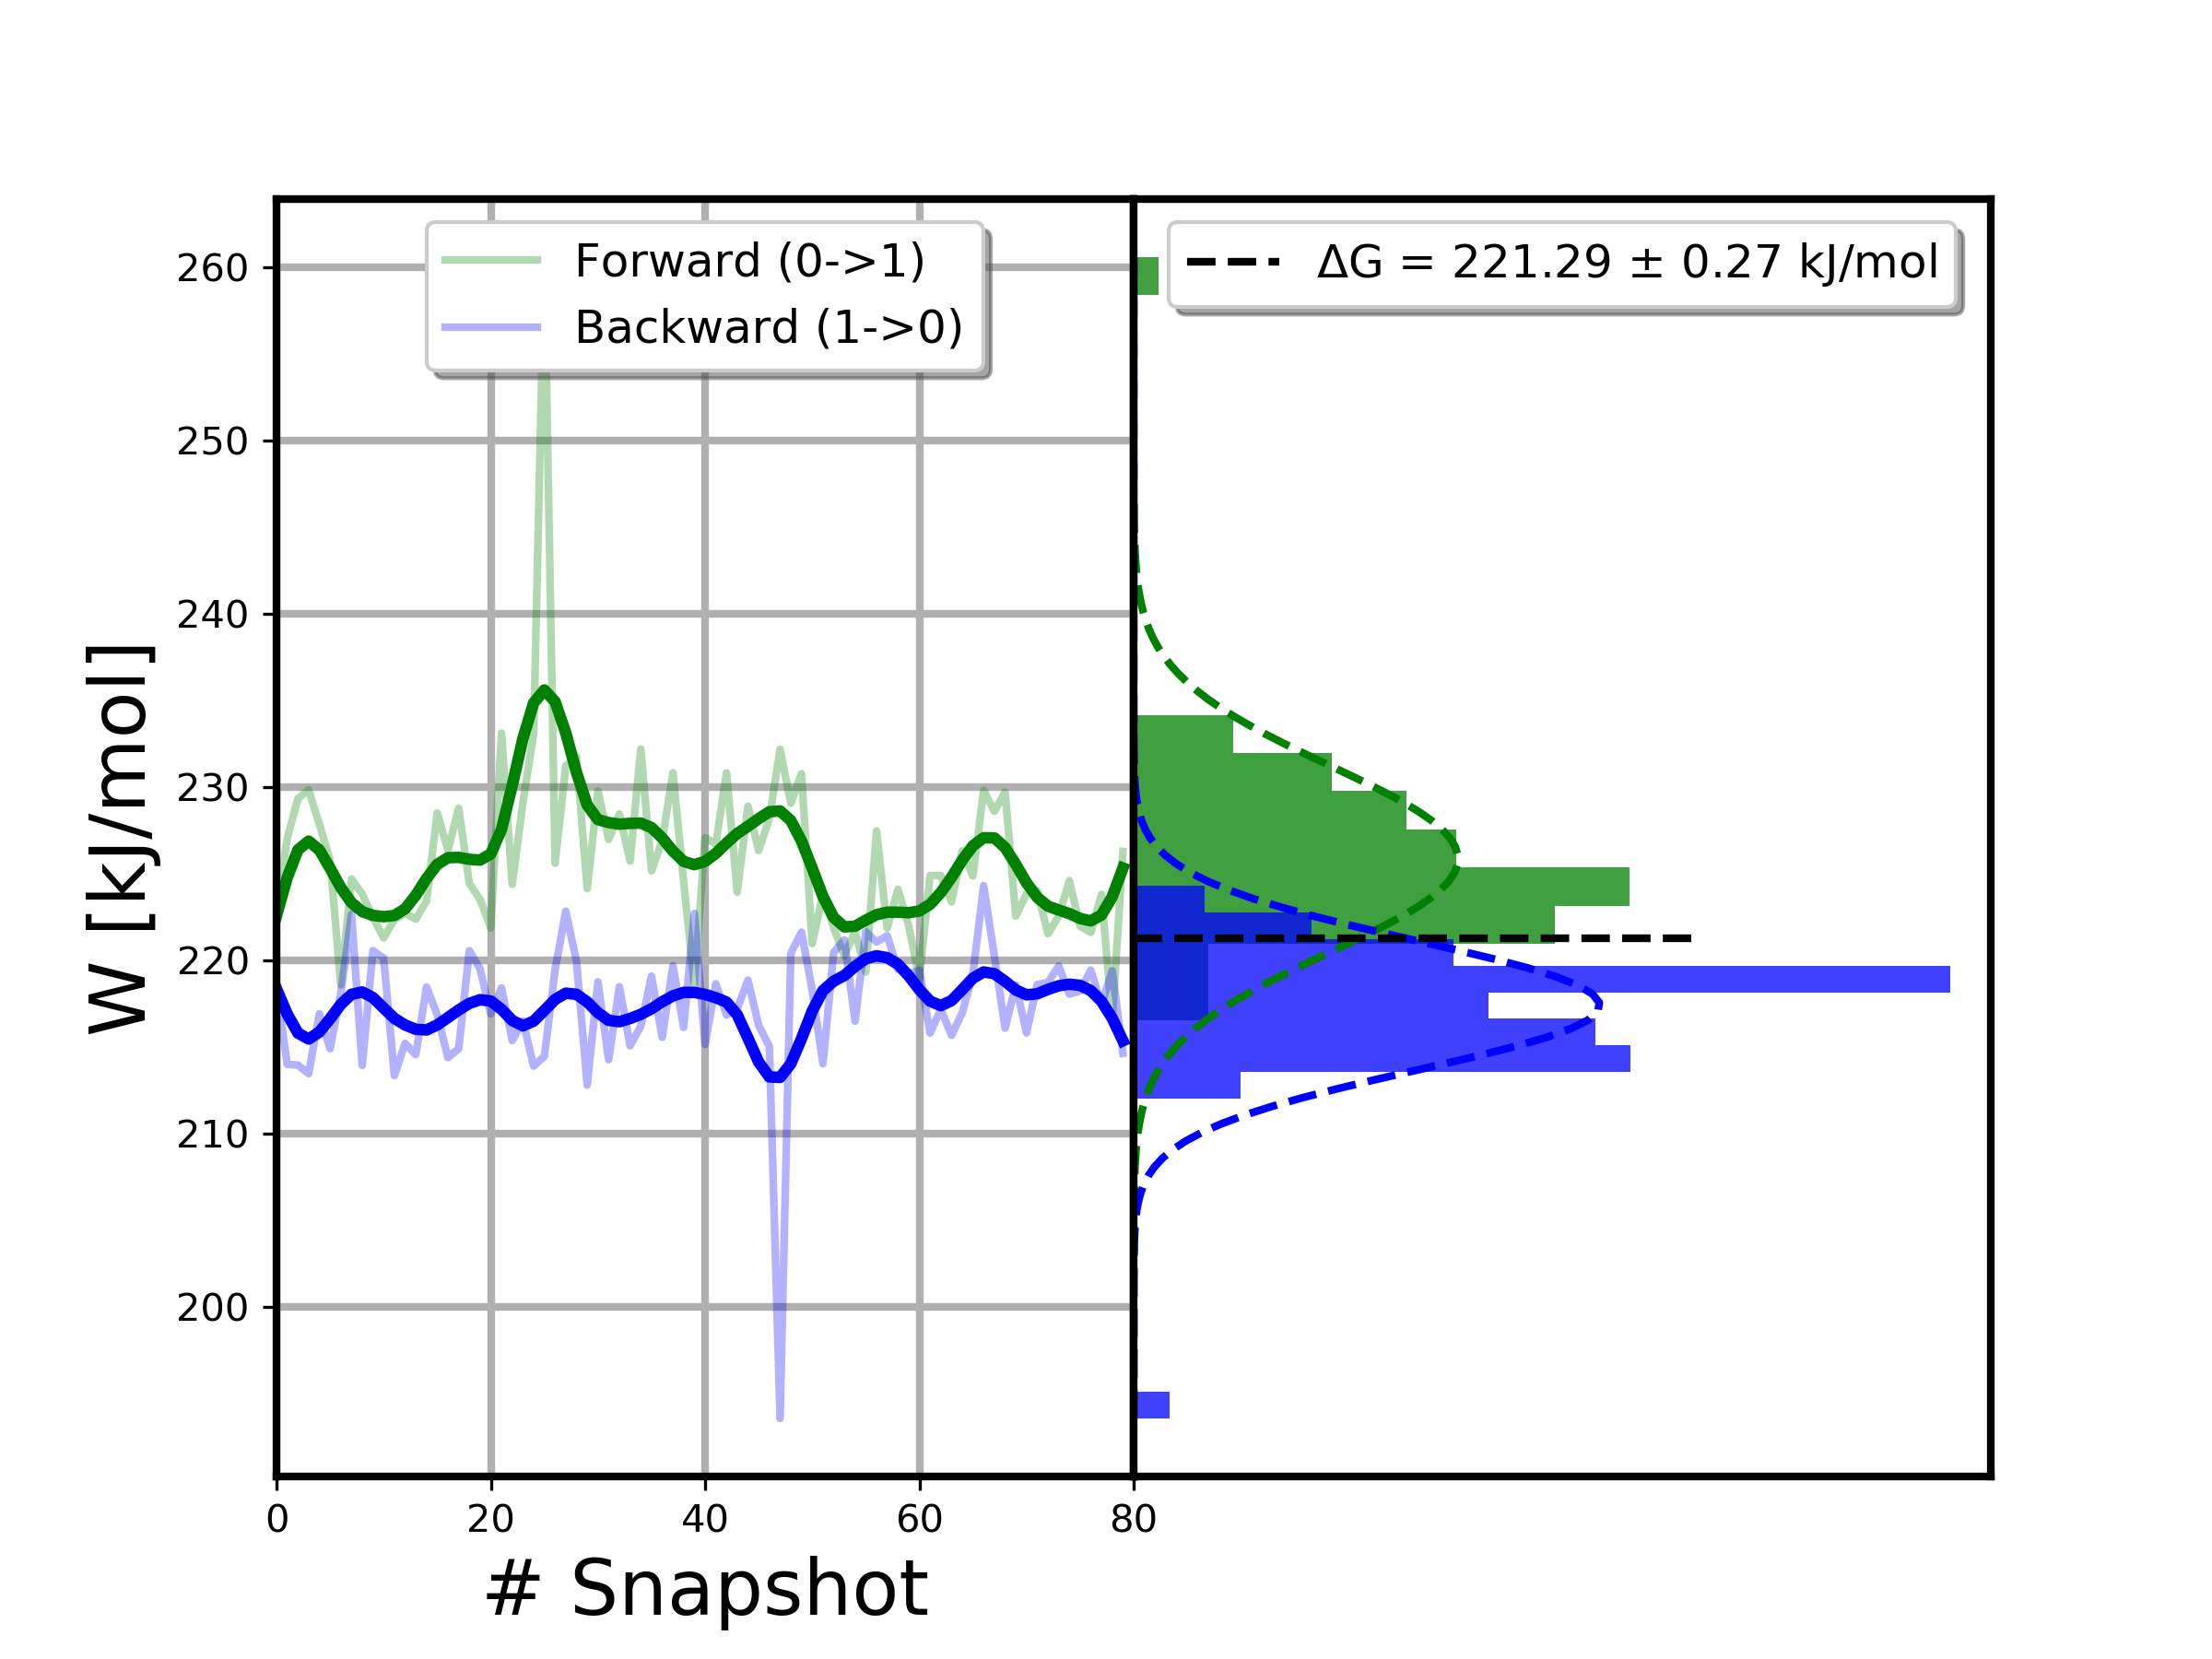 Forward (0->1)
Backward (1->0)
ΔG = 221.29 ± 0.27 kJ/mol
260
250
240
230
220
210
200
W [kJ/mol]
0 20 40 60 80
# Snapshot